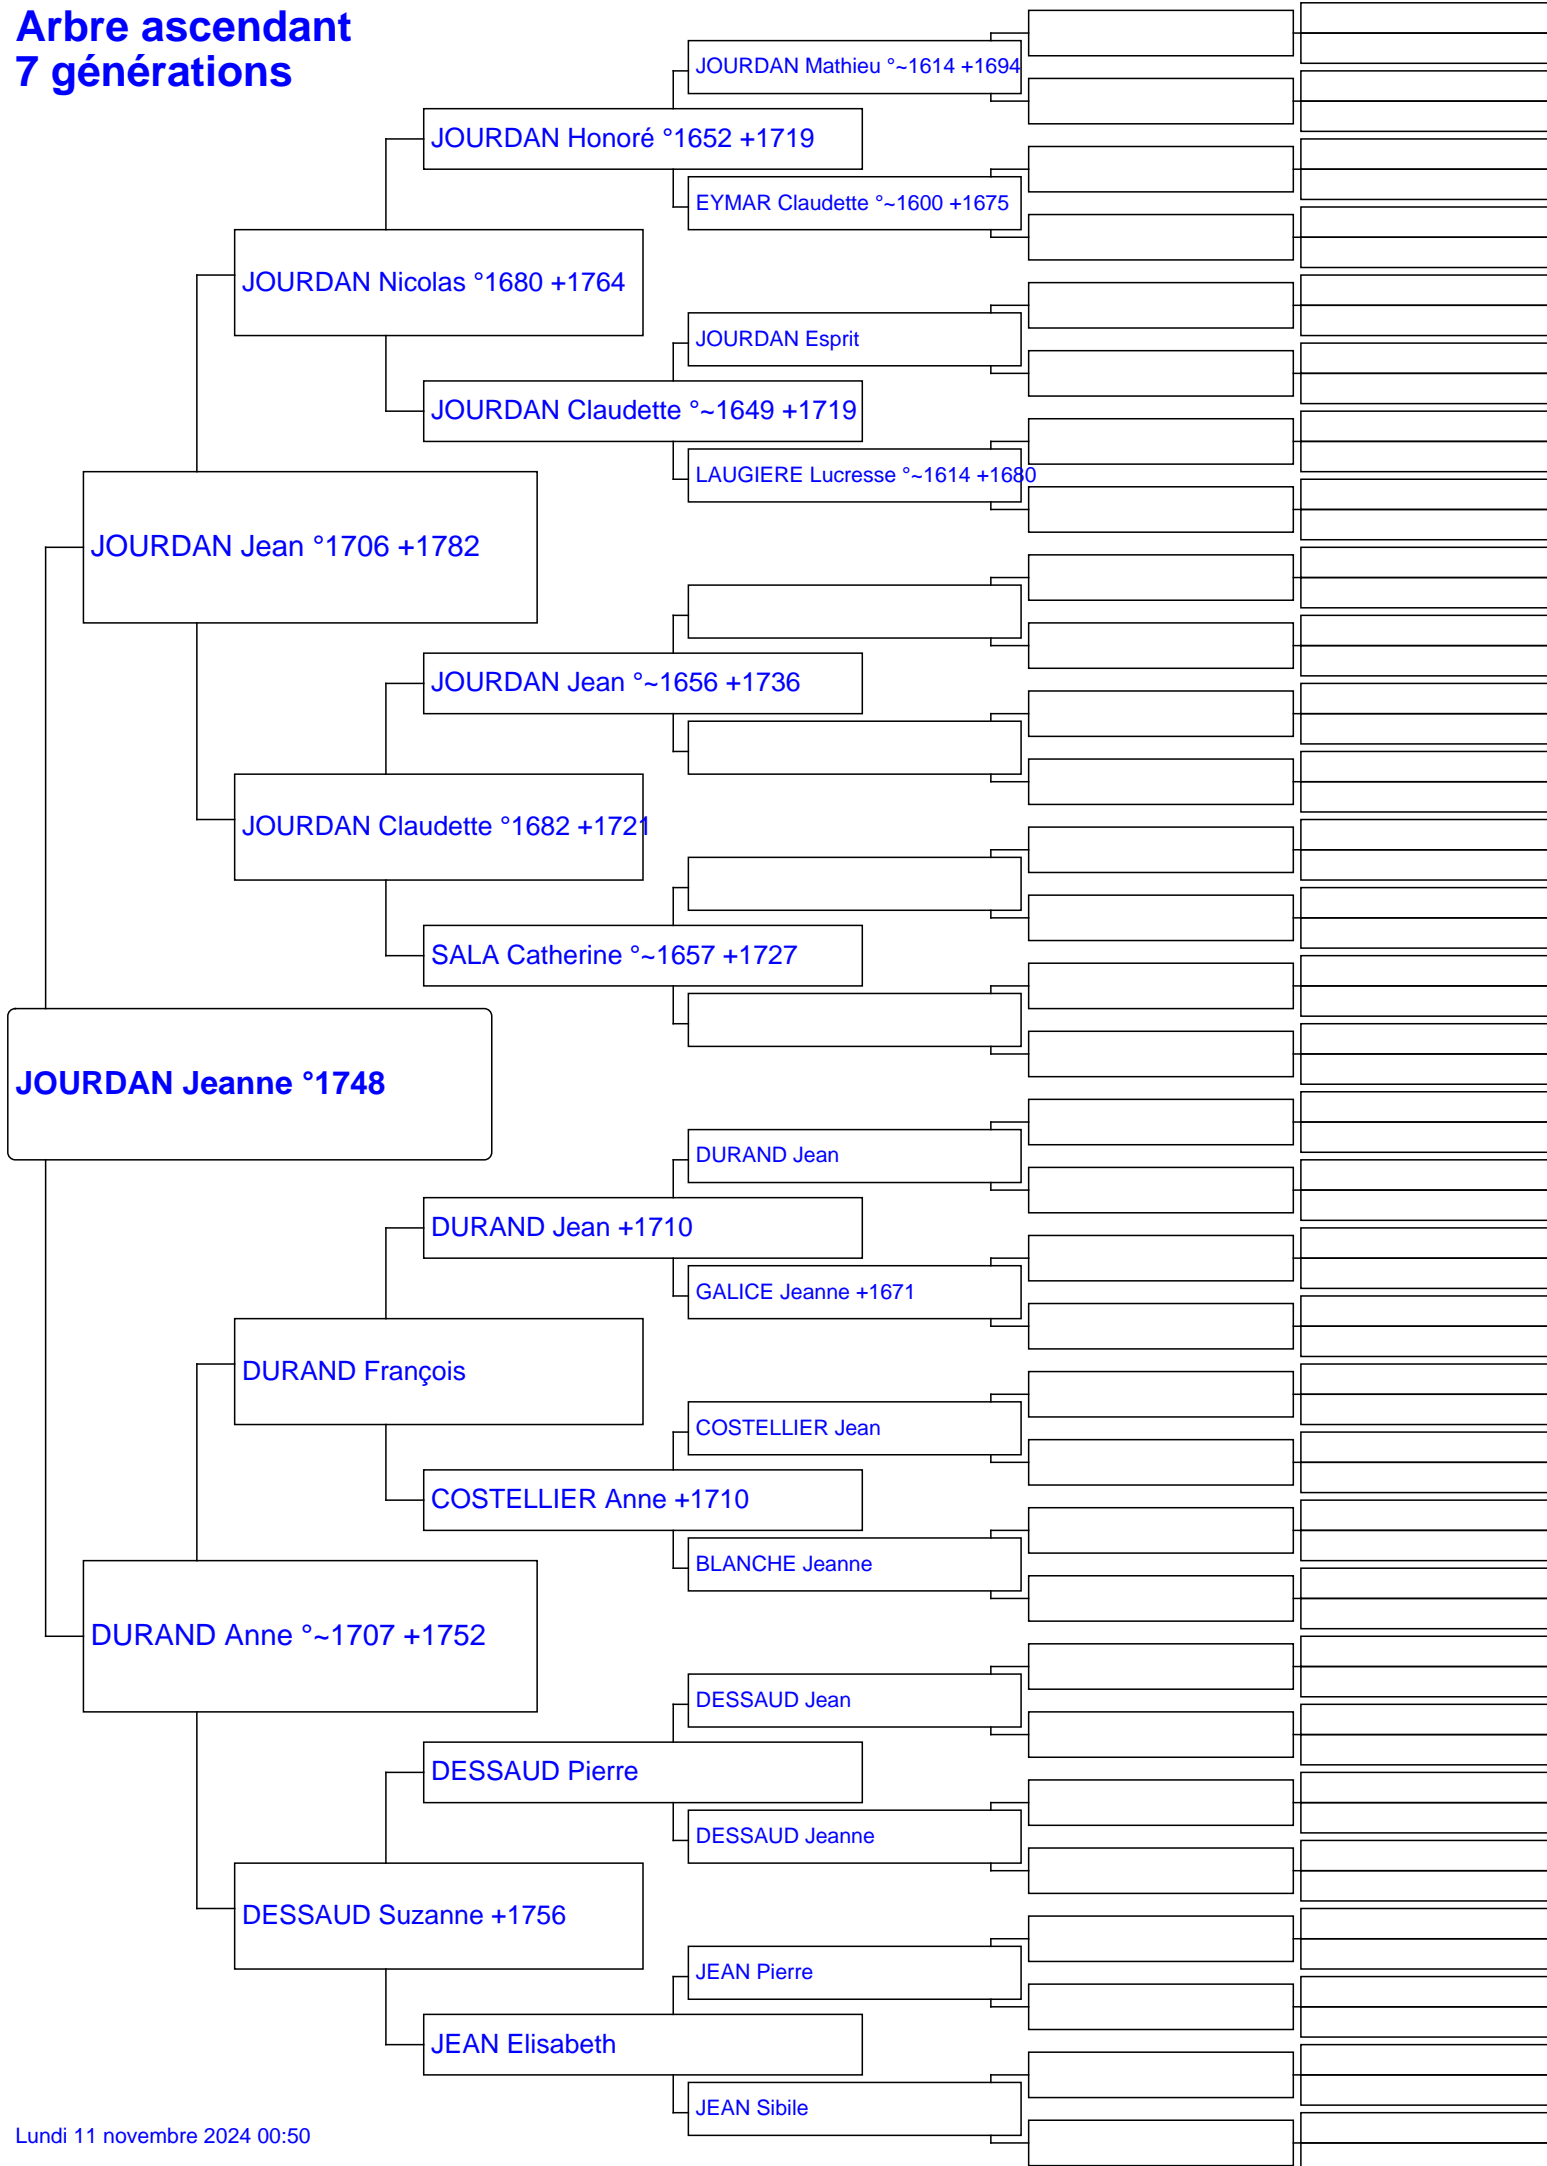 Arbre ascendant
7 générations
JOURDAN Mathieu °~1614 +1694
JOURDAN Honoré °1652 +1719
EYMAR Claudette °~1600 +1675
JOURDAN Nicolas °1680 +1764
JOURDAN Esprit
JOURDAN Claudette °~1649 +1719
LAUGIERE Lucresse °~1614 +1680
JOURDAN Jean °1706 +1782
JOURDAN Jean °~1656 +1736
JOURDAN Claudette °1682 +1721
SALA Catherine °~1657 +1727
JOURDAN Jeanne °1748
DURAND Jean
DURAND Jean +1710
GALICE Jeanne +1671
DURAND François
COSTELLIER Jean
COSTELLIER Anne +1710
BLANCHE Jeanne
DURAND Anne °~1707 +1752
DESSAUD Jean
DESSAUD Pierre
DESSAUD Jeanne
DESSAUD Suzanne +1756
JEAN Pierre
JEAN Elisabeth
JEAN Sibile
Lundi 11 novembre 2024 00:50